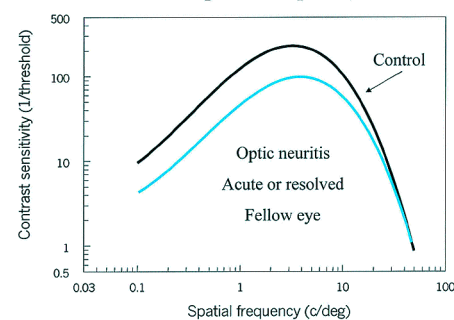 500
100
10
1
0.5
Contrast sensitivity (1/threshold)
Control
Optic neuritis
Acute or resolved
Fellow eye
0.03 0.1 1 10 100
Spatial frequency (c/deg)